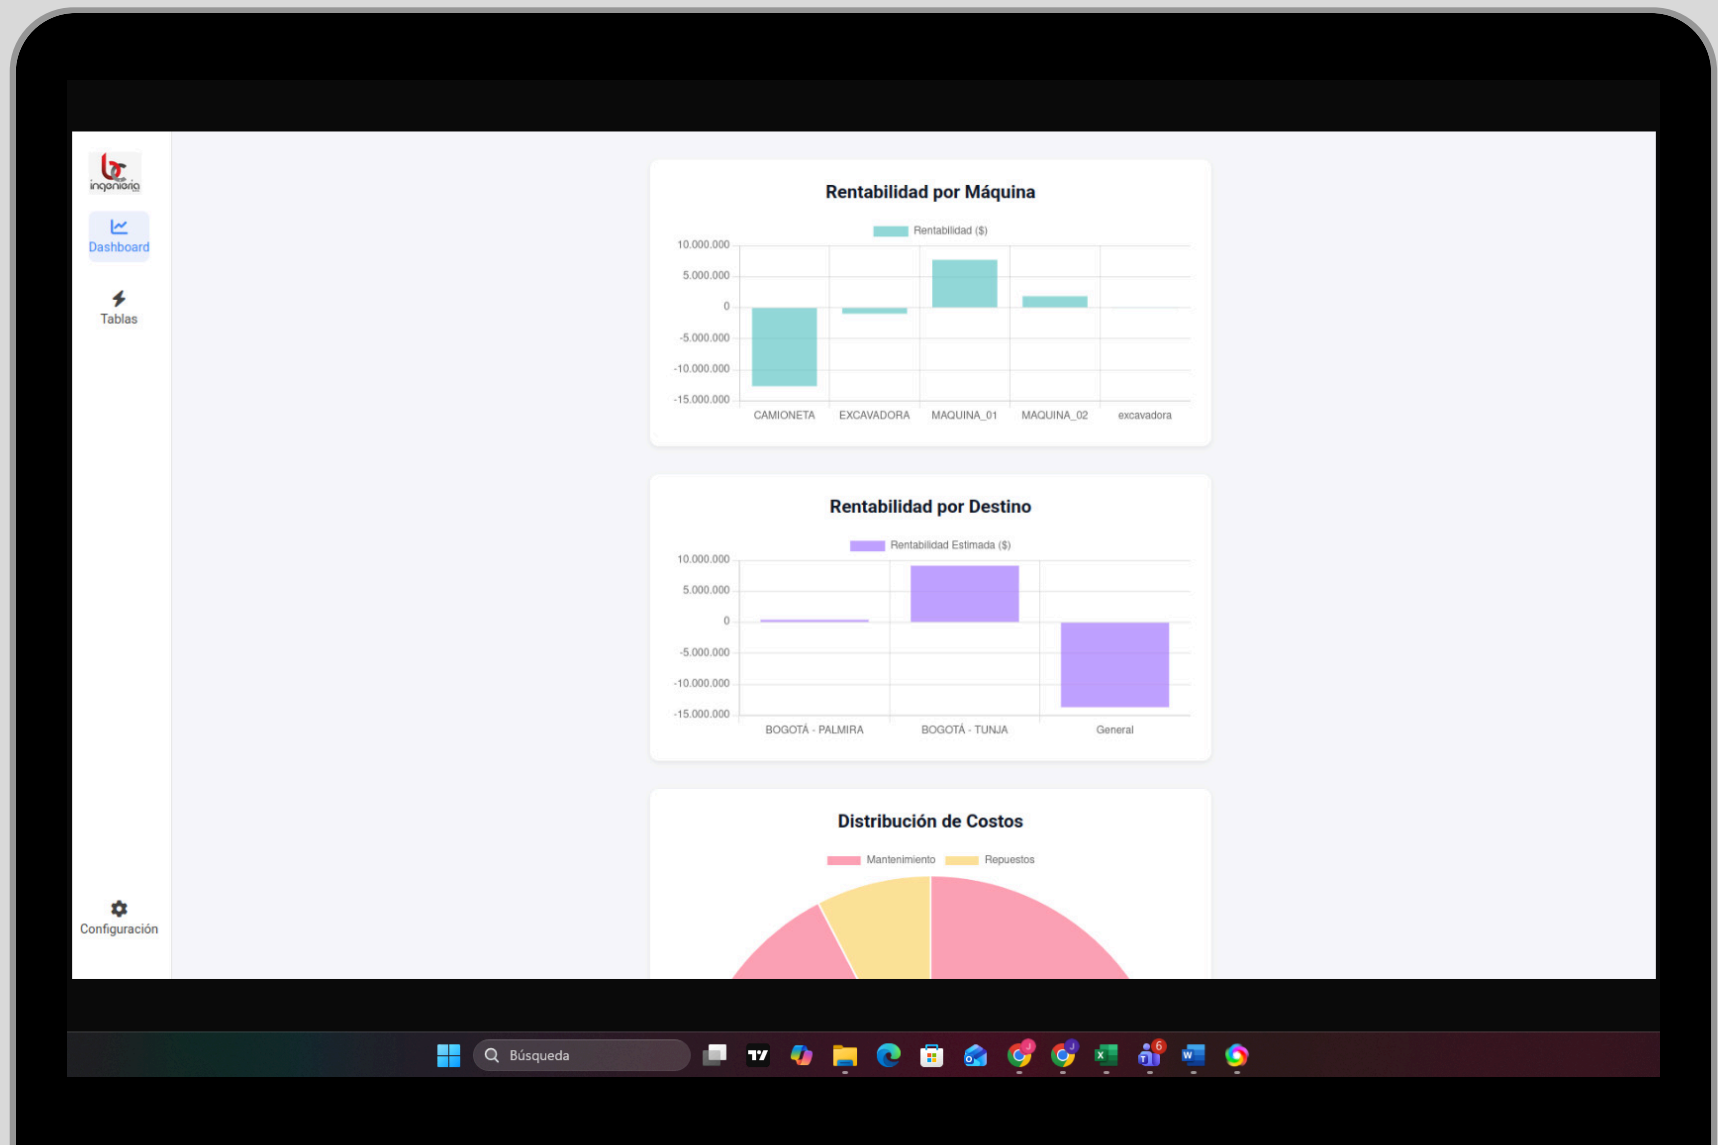 bc
ingeniería
Dashboard
Tablas
Configuración
Rentabilidad por Máquina
Rentabilidad ($)
10.000.000
5.000.000
0
-5.000.000
-10.000.000
-15.000.000
CAMIONETA EXCAVADORA MAQUINA_01 MAQUINA_02 excavadora
Rentabilidad por Destino
Rentabilidad Estimada ($)
10.000.000
5.000.000
0
-5.000.000
-10.000.000
-15.000.000
BOGOTÁ - PALMIRA BOGOTÁ - TUNJA General
Distribución de Costos
Mantenimiento Repuestos
Búsqueda
J
J
6